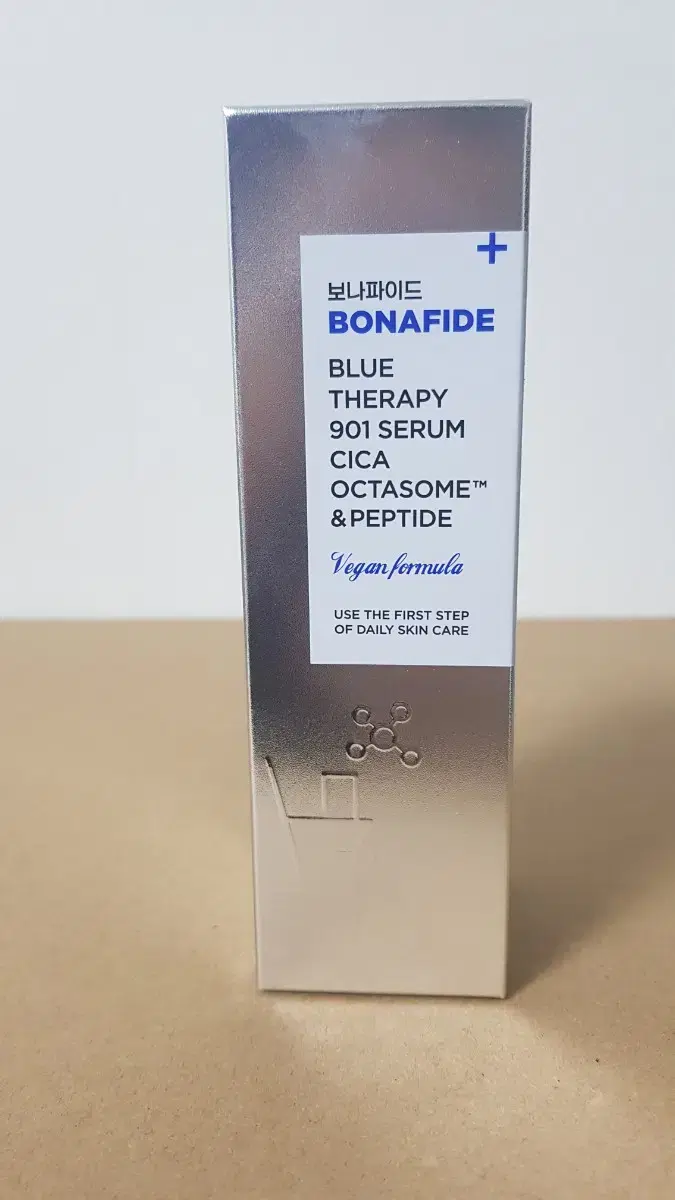 +
보나파이드
BONAFIDE
BLUE
THERAPY
901 SERUM
CICA
OCTASOME™
&PEPTIDE
Vegan formula
USE THE FIRST STEP
OF DAILY SKIN CARE